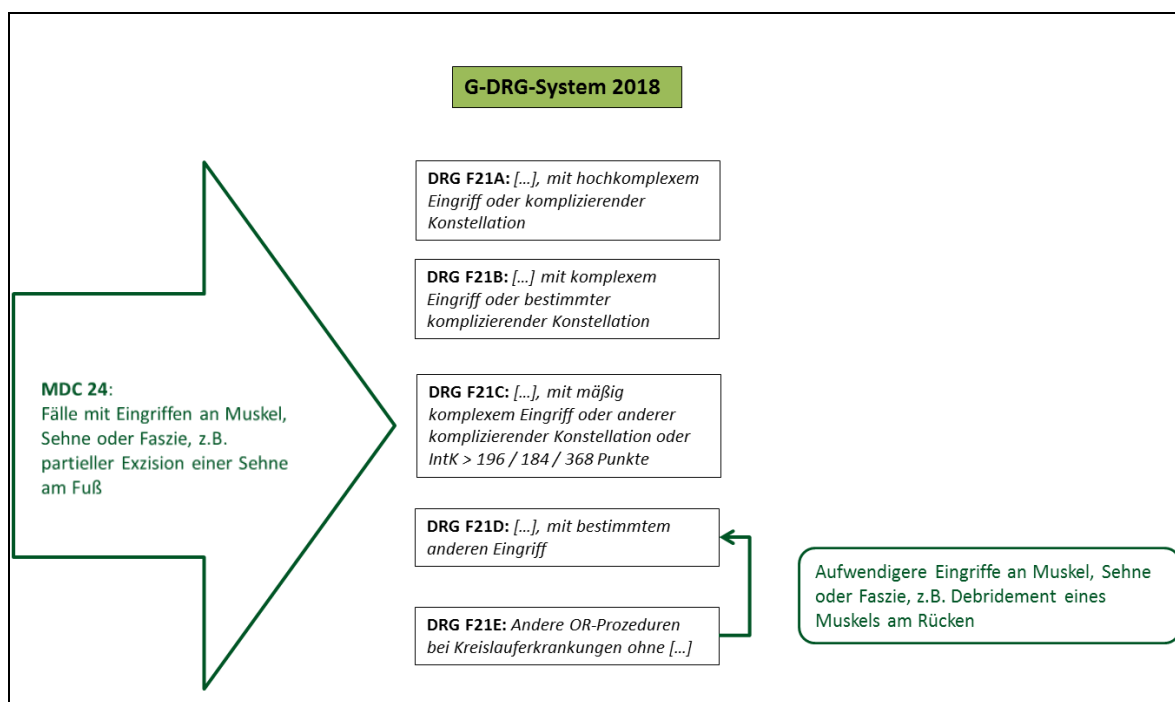 G-DRG-System 2018
DRG F21A: […], mit hochkomplexem
Eingriff oder komplizierender
Konstellation
DRG F21B: […] mit komplexem
Eingriff oder bestimmter
komplizierender Konstellation
MDC 24:
Fälle mit Eingriffen an Muskel,
Sehne oder Faszie, z.B.
partieller Exzision einer Sehne
am Fuß
DRG F21C: […], mit mäßig
komplexem Eingriff oder anderer
komplizierender Konstellation oder
IntK > 196 / 184 / 368 Punkte
DRG F21D: […], mit bestimmtem
anderen Eingriff
Aufwendigere Eingriffe an Muskel, Sehne
oder Faszie, z.B. Debridement eines
Muskels am Rücken
DRG F21E: Andere OR-Prozeduren
bei Kreislauferkrankungen ohne […]